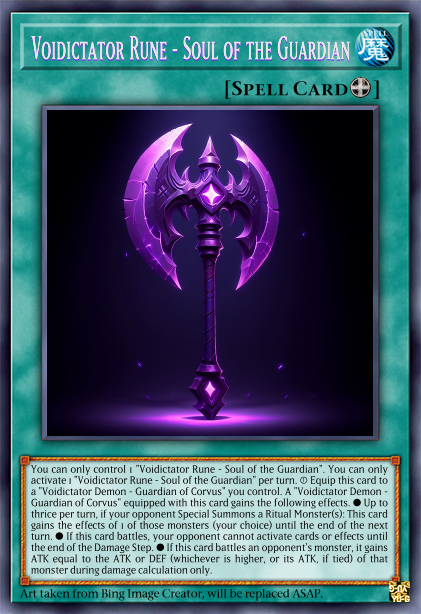 Voidictator Rune - Soul of the Guardian
SPELL
魔
[Spell Card]
You can only control 1 "Voidictator Rune - Soul of the Guardian". You can only
activate 1 "Voidictator Rune - Soul of the Guardian" per turn. ① Equip this card to
a "Voidictator Demon - Guardian of Corvus" you control. A "Voidictator Demon -
Guardian of Corvus" equipped with this card gains the following effects. ● Up to
thrice per turn, if your opponent Special Summons a Ritual Monster(s): This card
gains the effects of 1 of those monsters (your choice) until the end of the next
turn. ● If this card battles, your opponent cannot activate cards or effects until
the end of the Damage Step. ● If this card battles an opponent's monster, it gains
ATK equal to the ATK or DEF (whichever is higher, or its ATK, if tied) of that
monster during damage calculation only.
Art taken from Bing Image Creator, will be replaced ASAP.